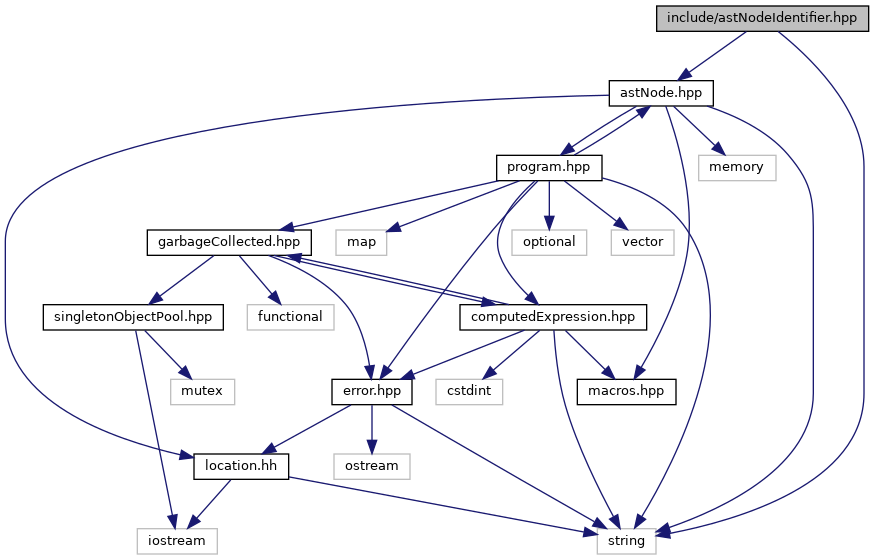 include/astNodeIdentifier.hpp
astNode.hpp
program.hpp
memory
garbageCollected.hpp
map
optional
vector
singletonObjectPool.hpp
functional
computedExpression.hpp
mutex
error.hpp
cstdint
macros.hpp
location.hh
ostream
iostream
string